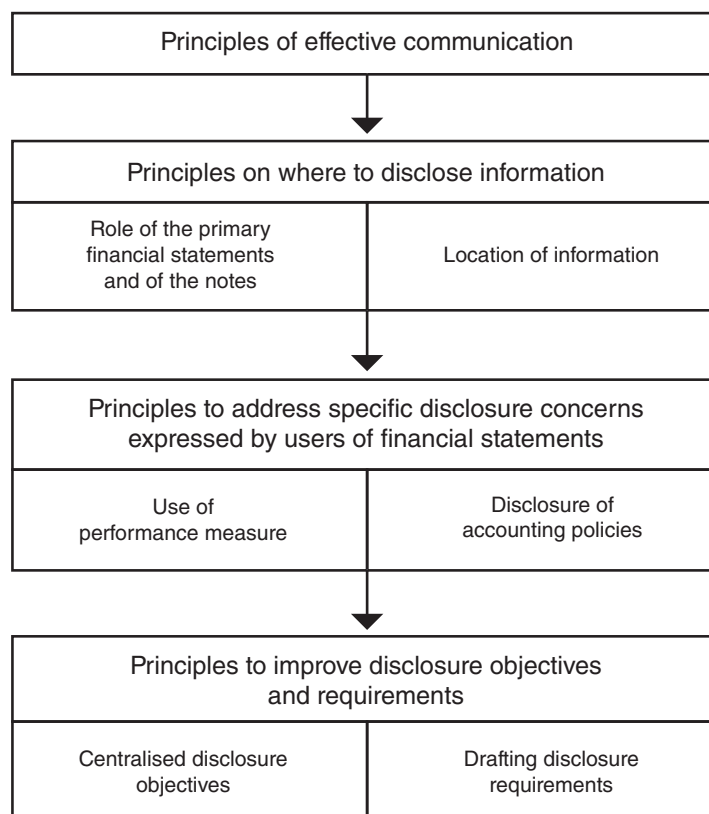 Principles of effective communication
Principles on where to disclose information
Role of the primary
financial statements
and of the notes
Location of information
Principles to address specific disclosure concerns
expressed by users of financial statements
Use of
performance measure
Disclosure of
accounting policies
Principles to improve disclosure objectives
and requirements
Centralised disclosure
objectives
Drafting disclosure
requirements